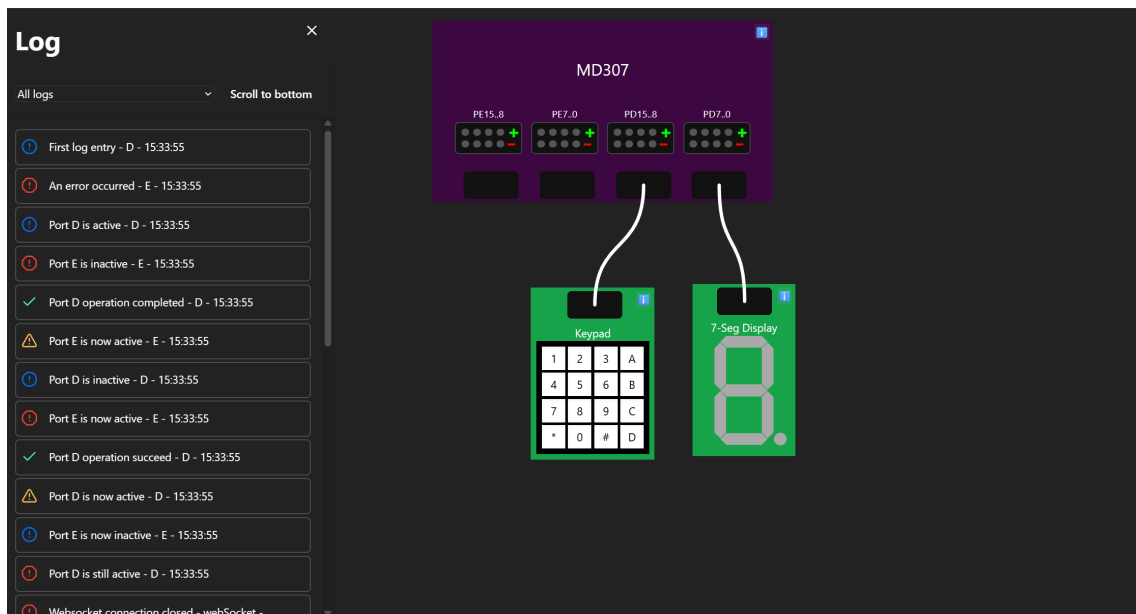 Log
All logs
Scroll to bottom
First log entry - D - 15:33:55
An error occurred - E - 15:33:55
Port D is active - D - 15:33:55
Port E is inactive - E - 15:33:55
Port D operation completed - D - 15:33:55
Port E is now active - E - 15:33:55
Port D is inactive - D - 15:33:55
Port E is now active - E - 15:33:55
Port D operation succeed - D - 15:33:55
Port D is now active - D - 15:33:55
Port E is now inactive - E - 15:33:55
Port D is still active - D - 15:33:55
Websocket connection closed - webSocket -
MD307
PE15..8 PE7..0 PD15..8 PD7..0
Keypad
1 2 3 A
4 5 6 B
7 8 9 C
* 0 # D
7-Seg Display